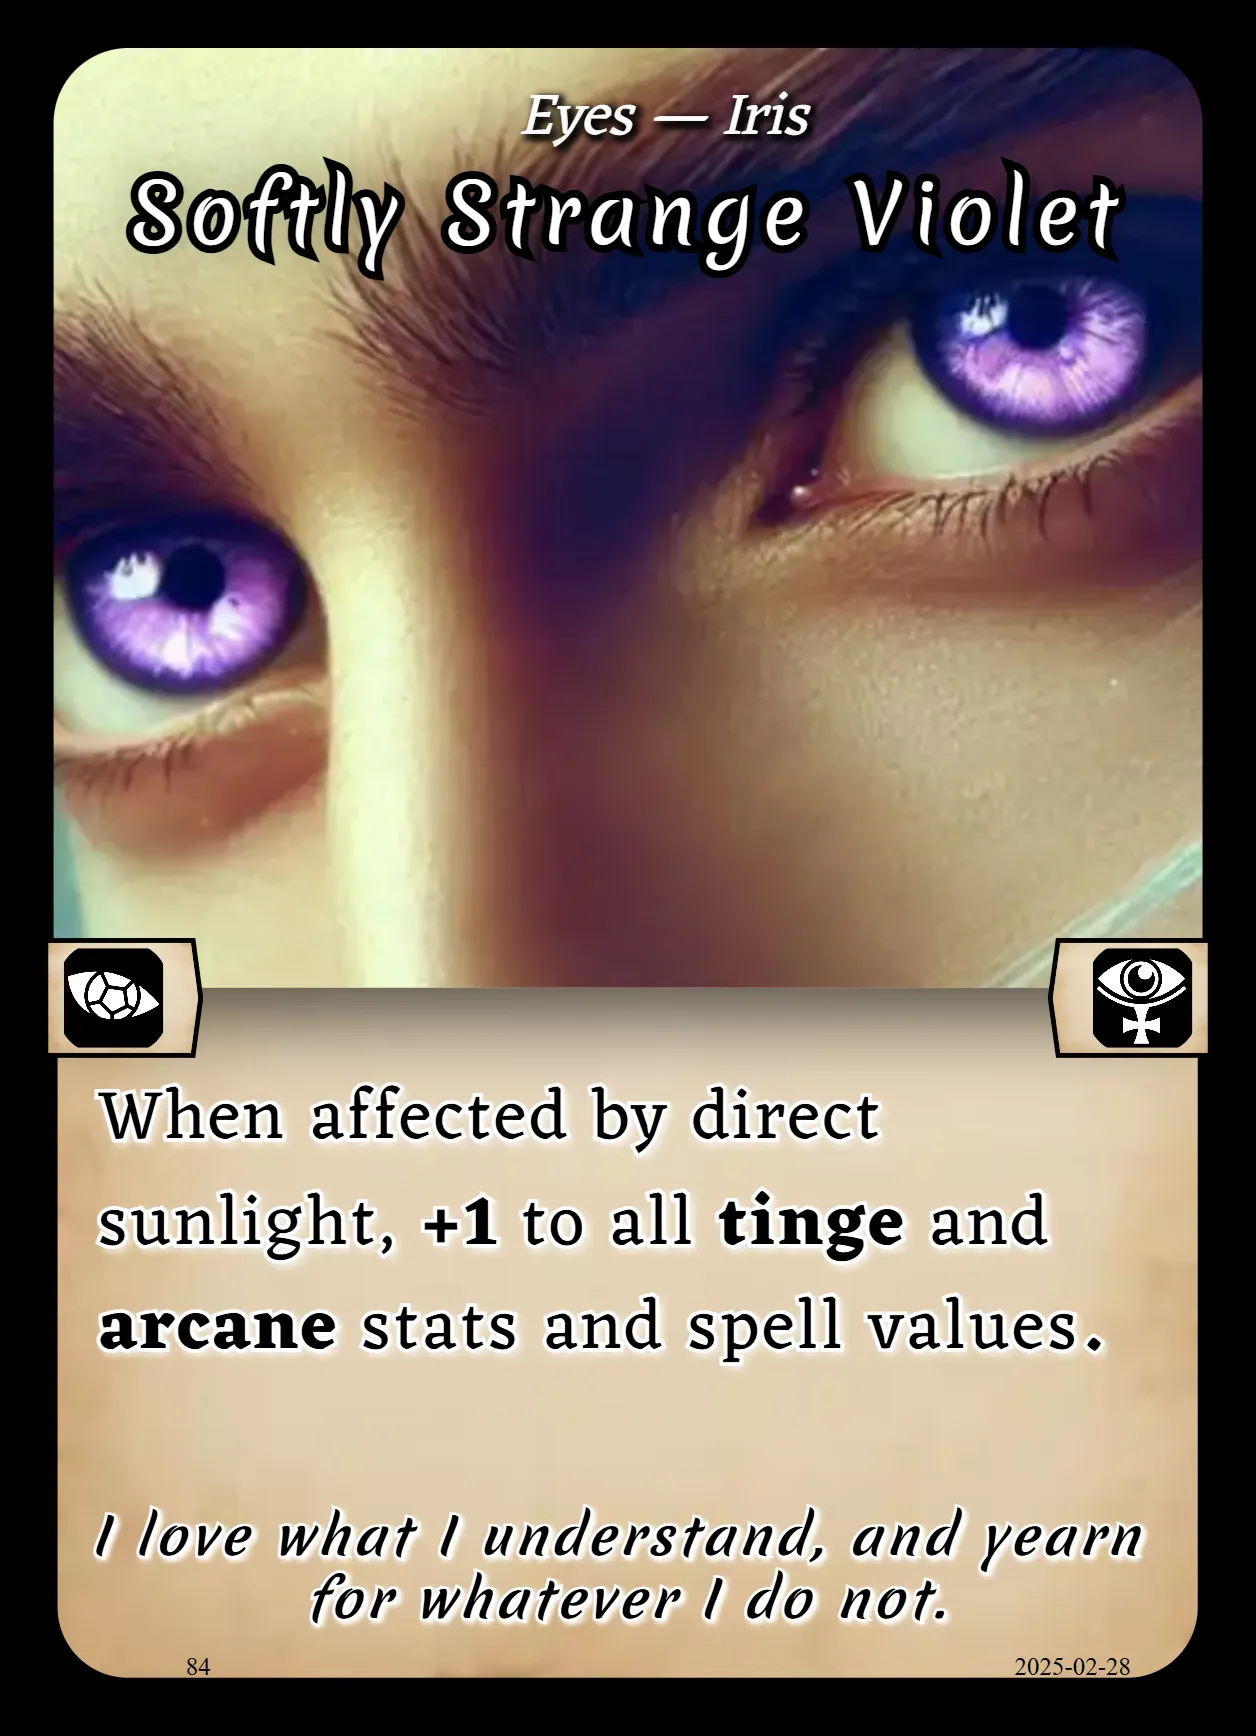 Eyes — Iris
Softly Strange Violet
When affected by direct
sunlight, +1 to all tinge and
arcane stats and spell values.
I love what I understand, and yearn
for whatever I do not.
84
2025-02-28